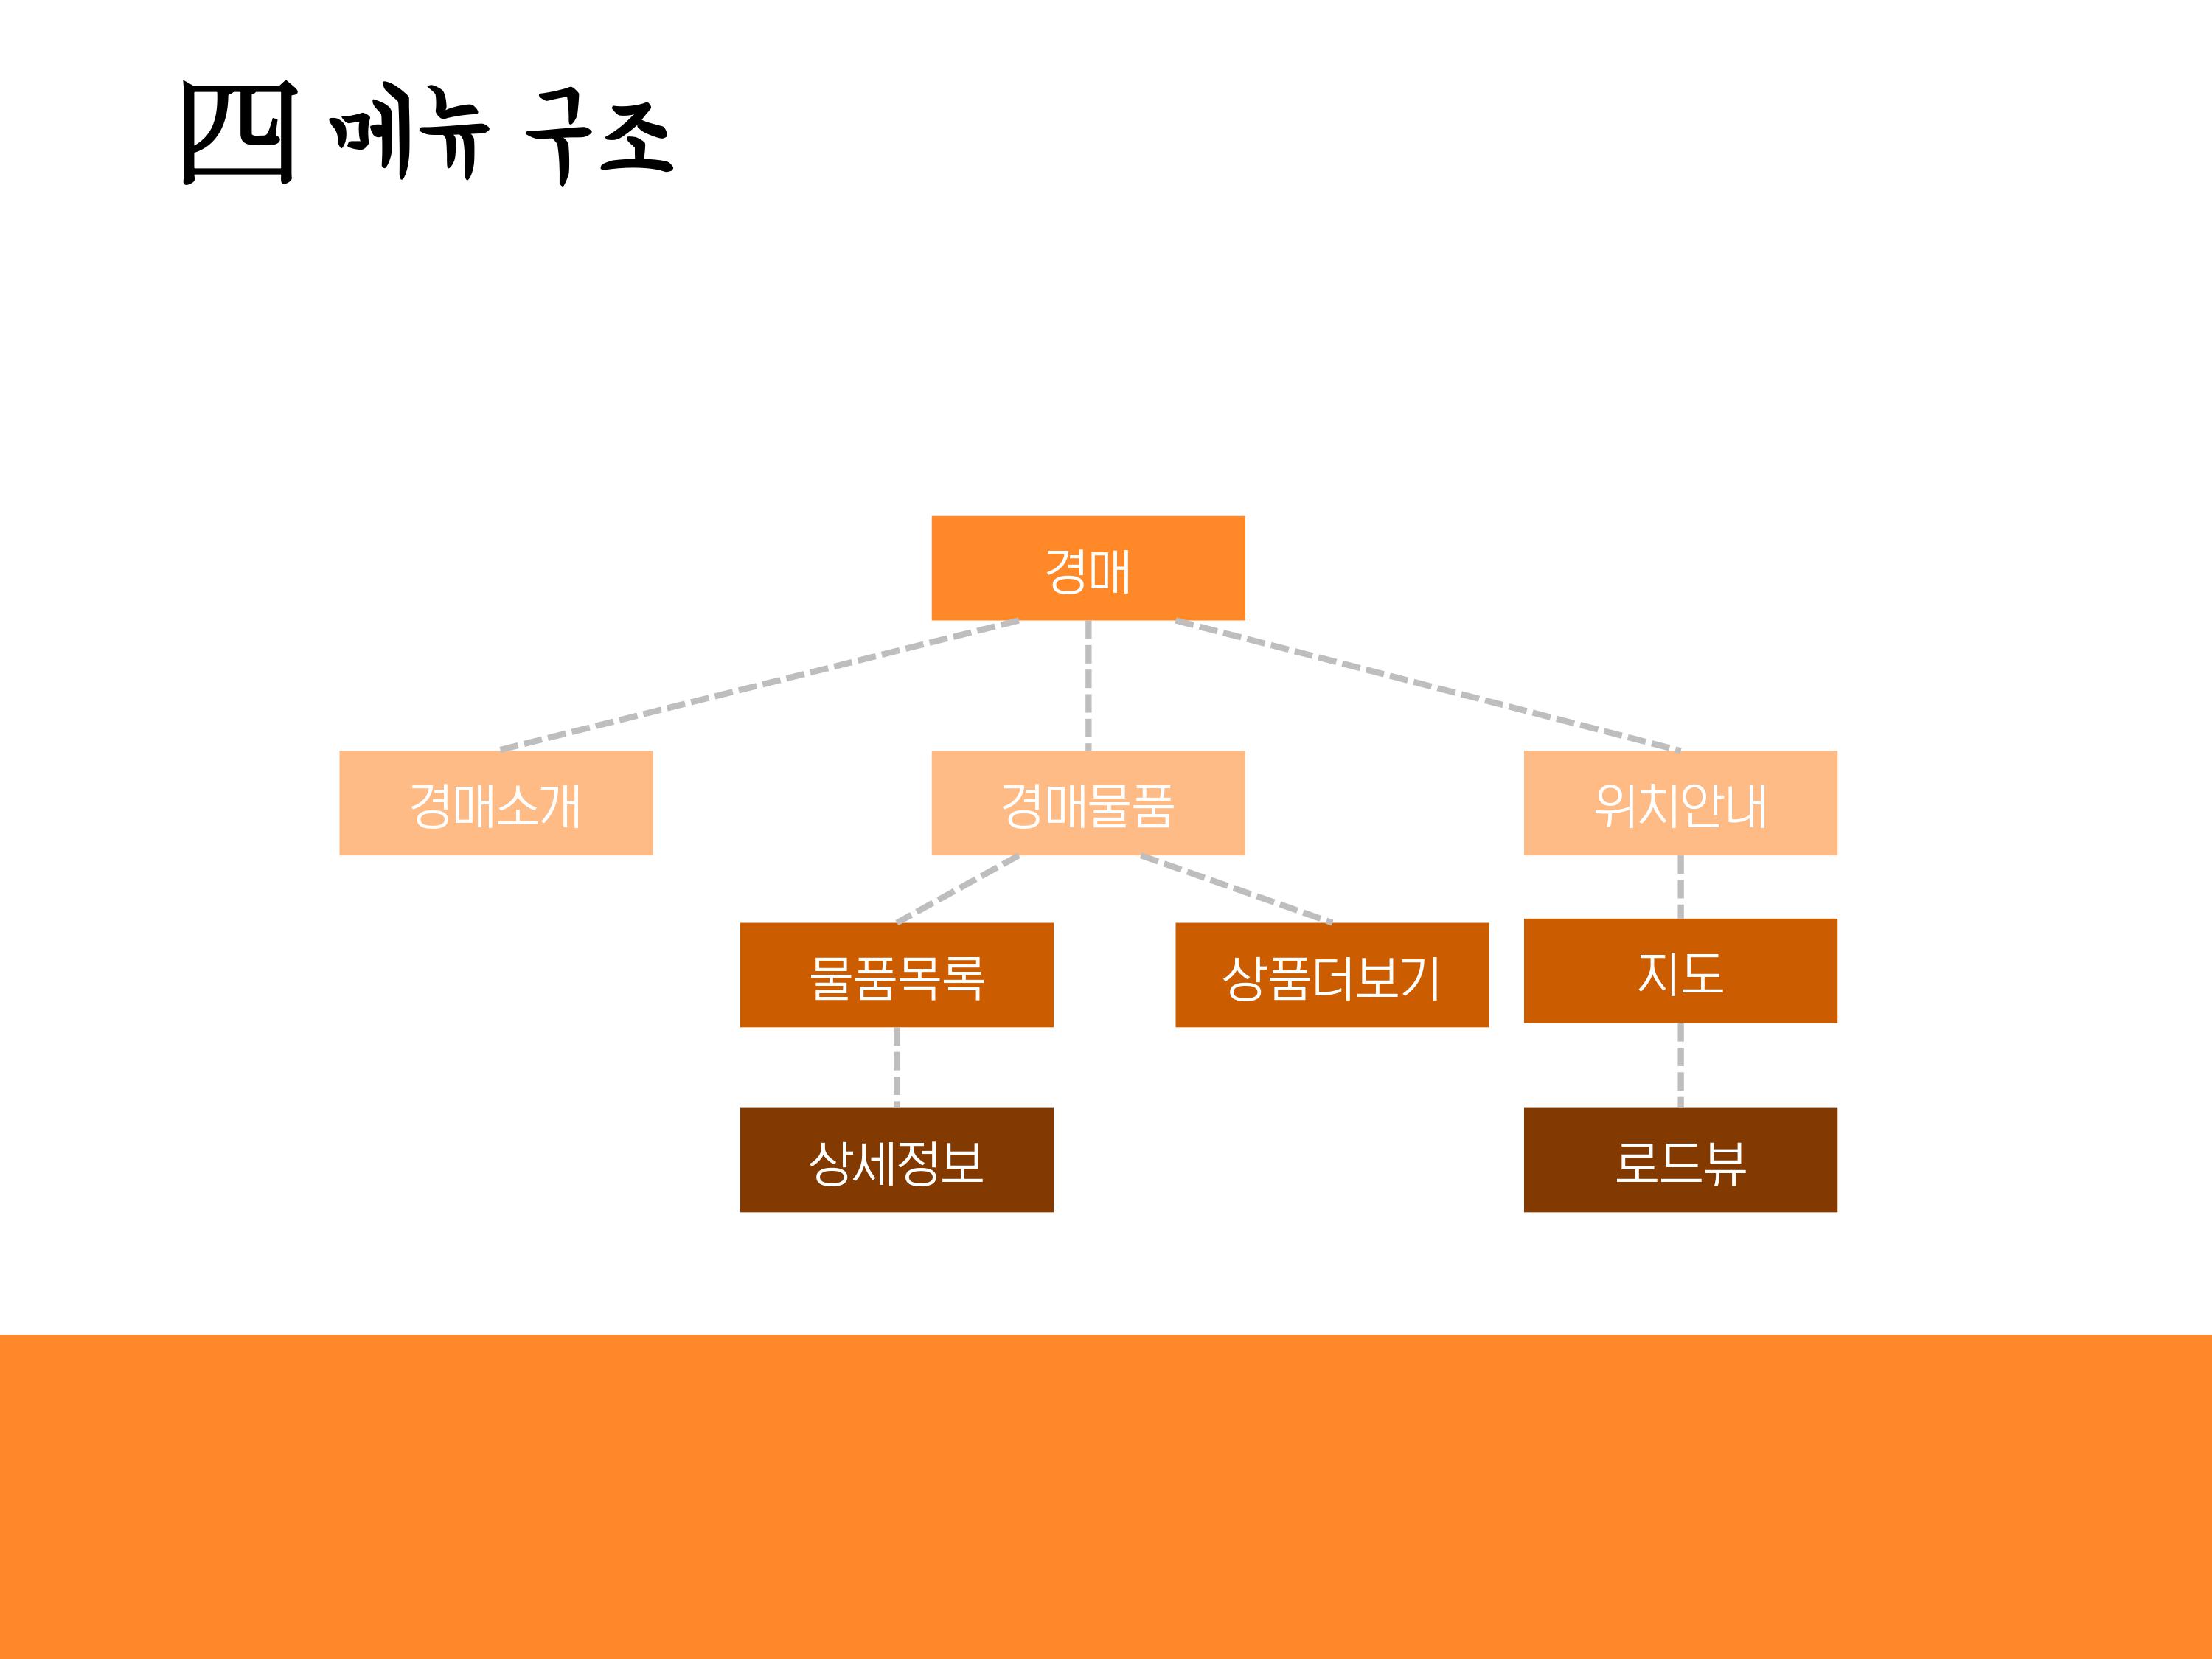 四 메뉴 구조
경매
경매소개
경매물품
위치안내
물품목록
상품더보기
지도
상세정보
로드뷰